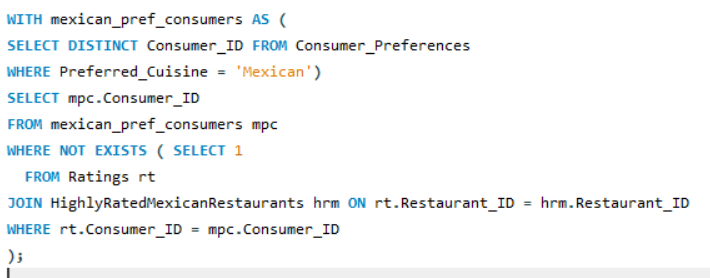 WITH mexican_pref_consumers AS (
SELECT DISTINCT Consumer_ID FROM Consumer_Preferences
WHERE Preferred_Cuisine = 'Mexican')
SELECT mpc.Consumer_ID
FROM mexican_pref_consumers mpc
WHERE NOT EXISTS ( SELECT 1
  FROM Ratings rt
JOIN HighlyRatedMexicanRestaurants hrm ON rt.Restaurant_ID = hrm.Restaurant_ID
WHERE rt.Consumer_ID = mpc.Consumer_ID
);